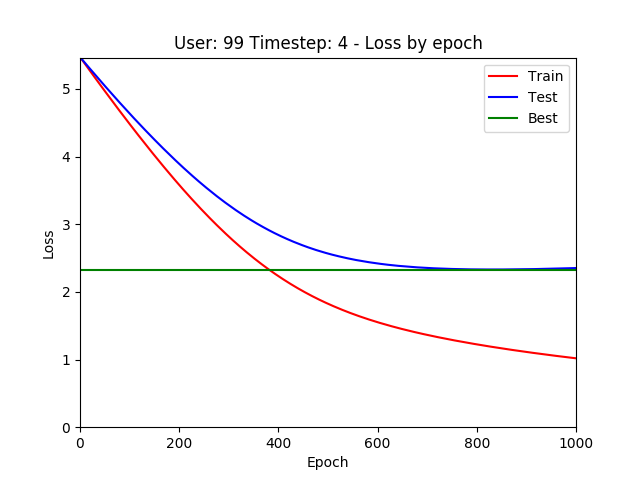 User: 99 Timestep: 4 - Loss by epoch
Train
Test
Best
Loss
5
4
3
2
1
0
0 200 400 600 800 1000
Epoch